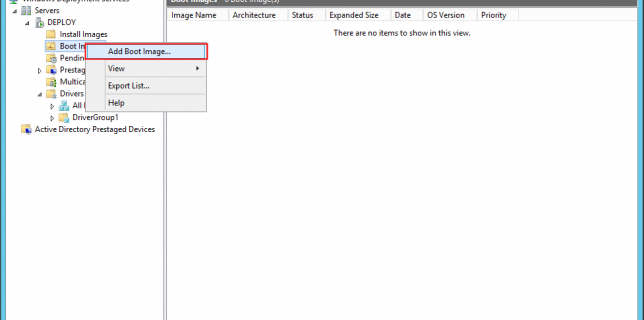 Windows Deployment Services
Boot Images 0 Boot Image(s)
Servers
Image Name Architecture Status Expanded Size Date OS Version Priority
DEPLOY
Install Images
There are no items to show in this view.
Boot Im
Add Boot Image...
Pendin
View
Prestag
Export List...
Multica
Drivers
Help
All
DriverGroup1
Active Directory Prestaged Devices